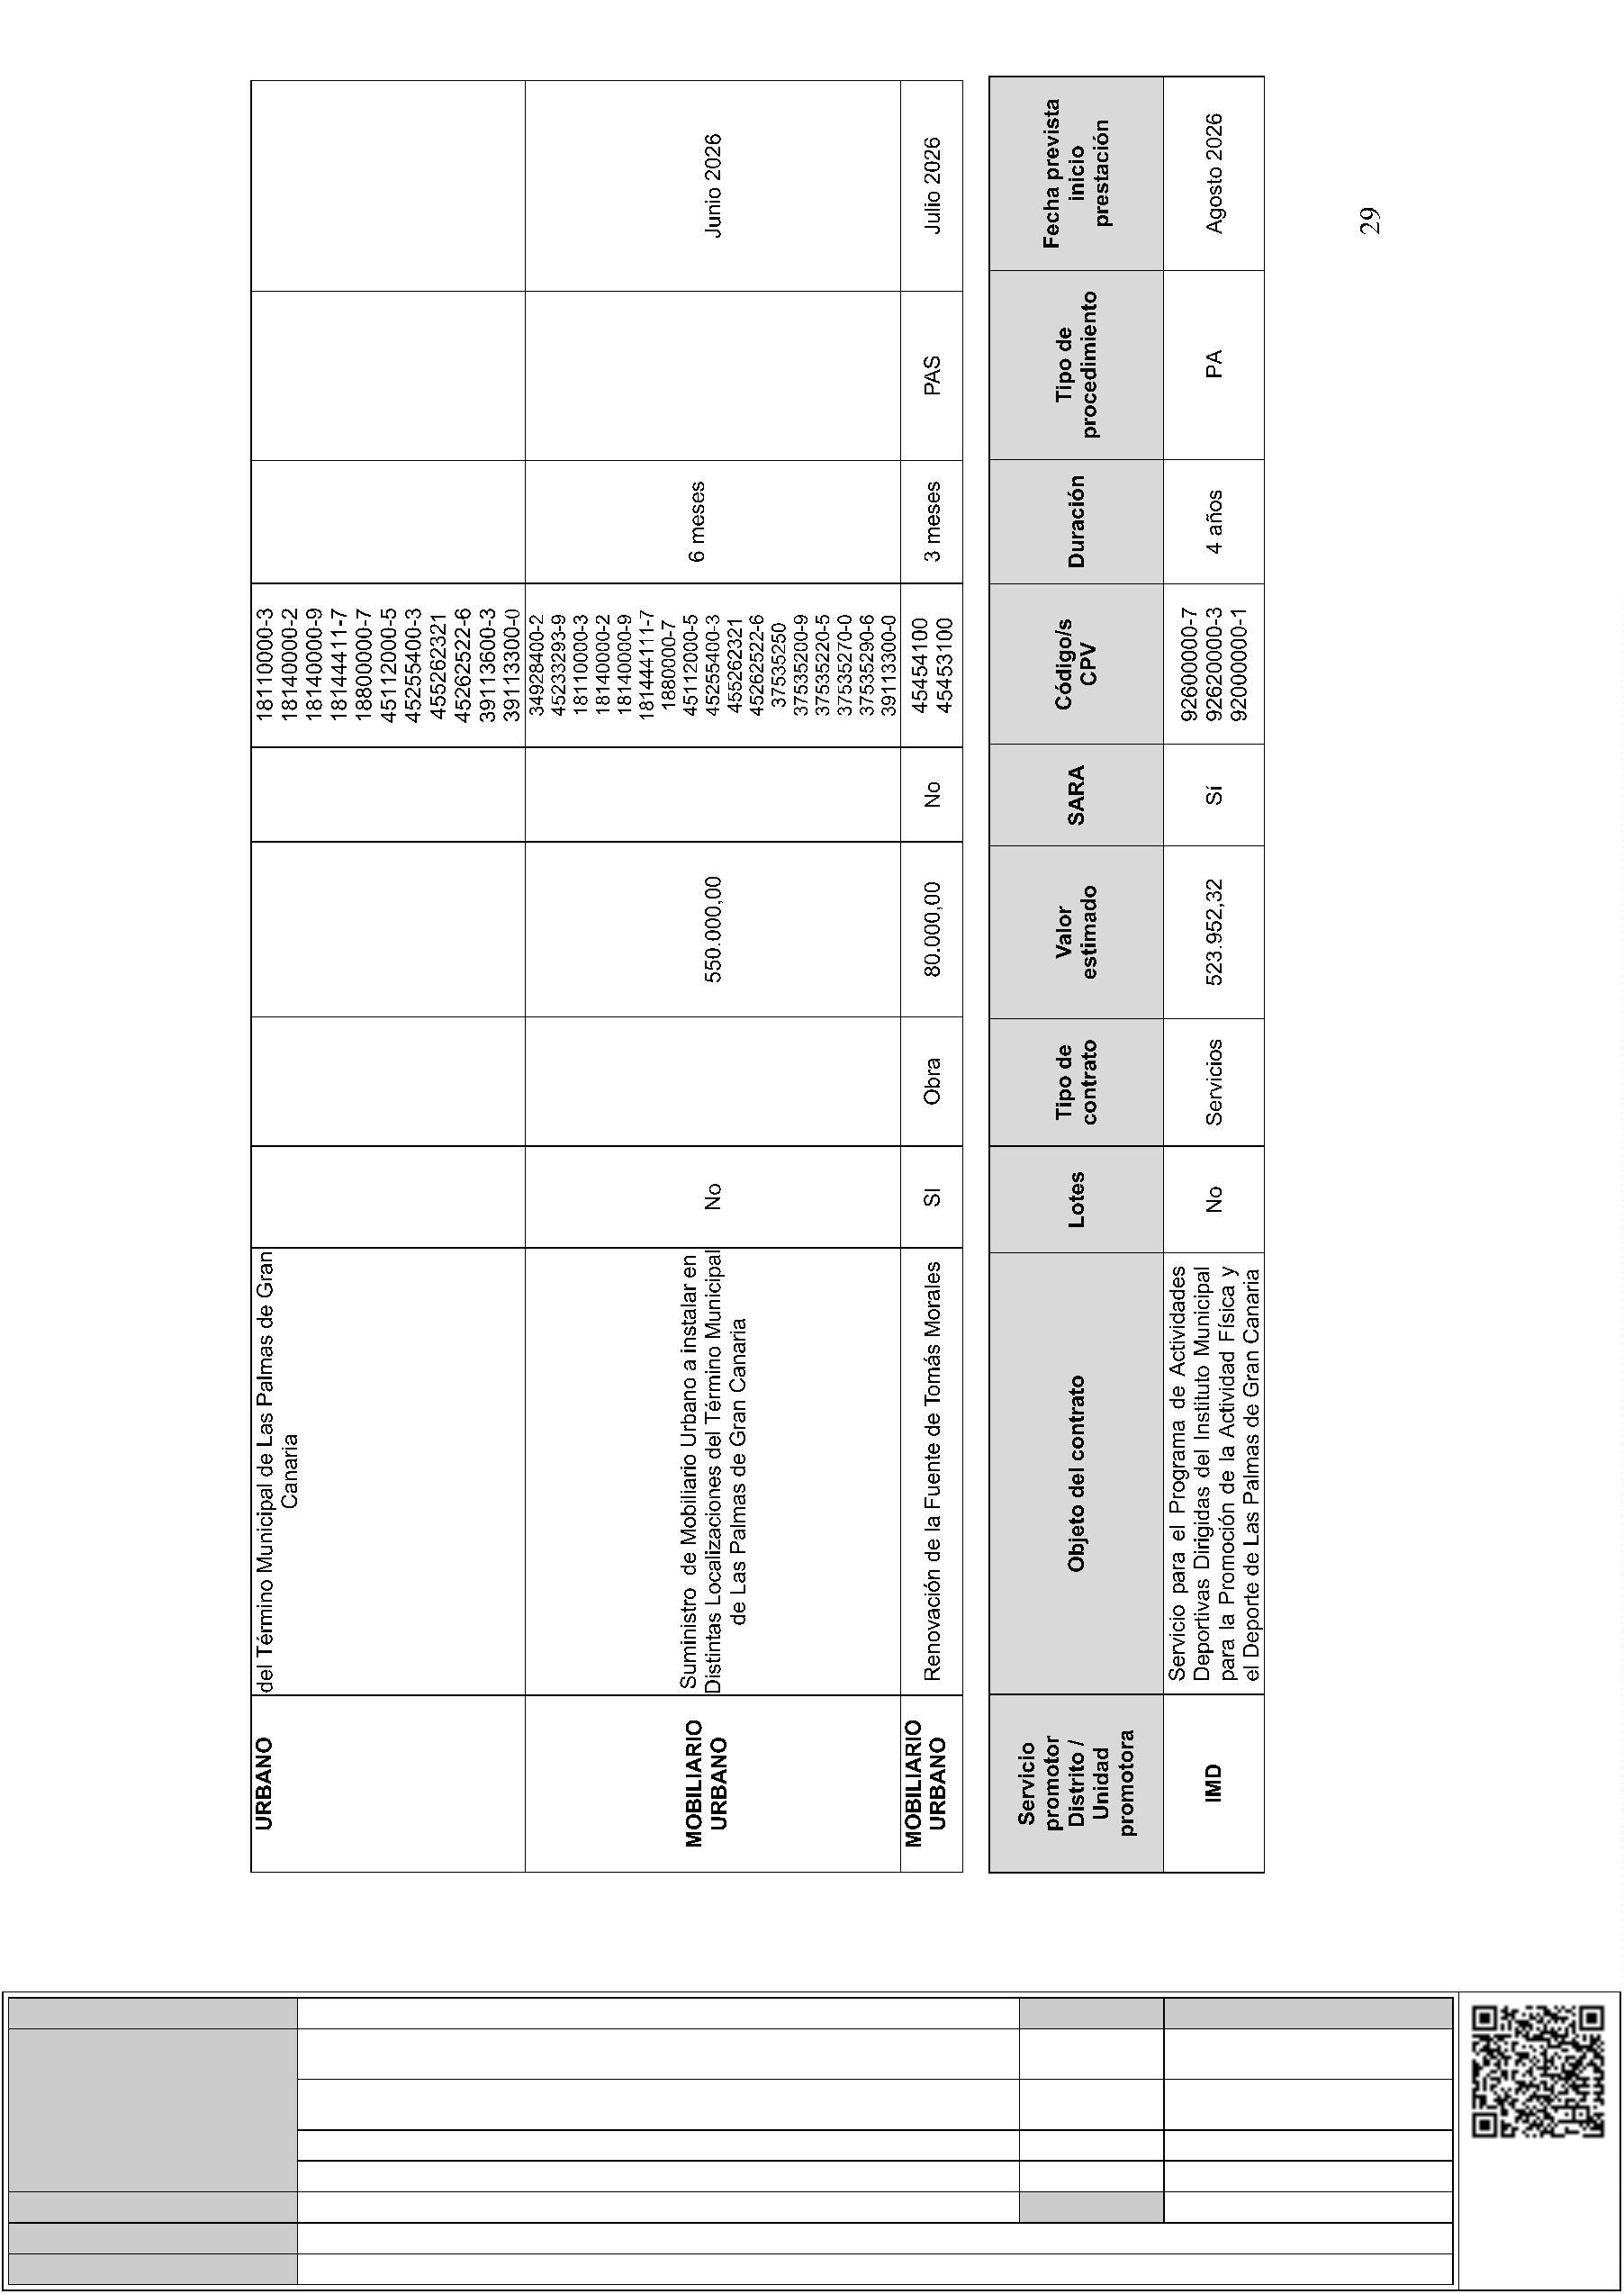 URBANO
del Término Municipal de Las Palmas de Gran
Canaria
18110000-3
18140000-2
18140000-9
18144411-7
18800000-7
45112000-5
45255400-3
455262321
45262522-6
39113600-3
39113300-0
MOBILIARIO
URBANO
Suministro de Mobiliario Urbano a instalar en
Distintas Localizaciones del Término Municipal
de Las Palmas de Gran Canaria
No
550.000,00
34928400-2
45233293-9
18110000-3
18140000-2
18140000-9
181444111-7
1880000-7
45112000-5
45255400-3
455262321
45262522-6
37535250
37535200-9
37535220-5
37535270-0
37535290-6
39113300-0
6 meses
Junio 2026
MOBILIARIO
URBANO
Renovación de la Fuente de Tomás Morales
SI
Obra
80.000,00
No
45454100
45453100
3 meses
PAS
Julio 2026
Servicio
promotor
Distrito /
Unidad
promotora
Objeto del contrato
Lotes
Tipo de
contrato
Valor
estimado
SARA
Código/s
CPV
Duración
Tipo de
procedimiento
Fecha prevista
inicio
prestación
IMD
Servicio para el Programa de Actividades
Deportivas Dirigidas del Instituto Municipal
para la Promoción de la Actividad Física y
el Deporte de Las Palmas de Gran Canaria
No
Servicios
523.952,32
Sí
92600000-7
92620000-3
92000000-1
4 años
PA
Agosto 2026
29